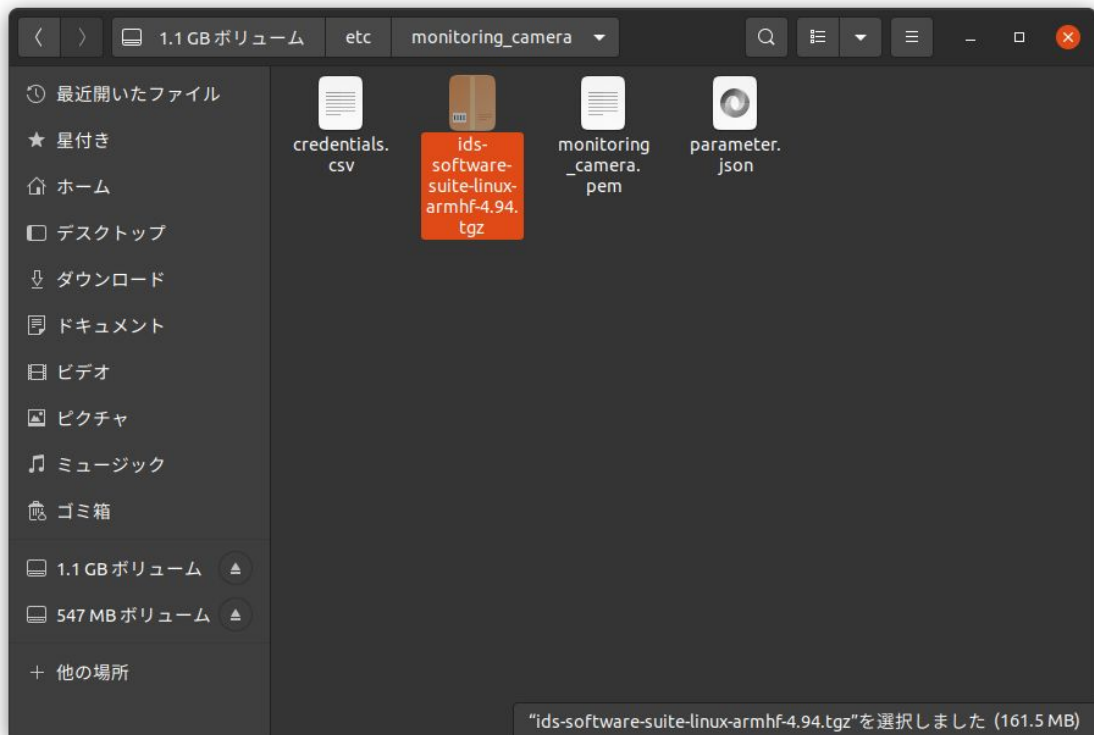 1.1 GB ボリューム etc monitoring_camera
最近開いたファイル
星付き
ホーム
デスクトップ
ダウンロード
ドキュメント
ビデオ
ピクチャ
ミュージック
ゴミ箱
1.1 GB ボリューム
547 MB ボリューム
他の場所
credentials.
csv
ids-
software-
suite-linux-
armhf-4.94.
tgz
monitoring
_camera.
pem
parameter.
json
“ids-software-suite-linux-armhf-4.94.tgz”を選択しました (161.5 MB)